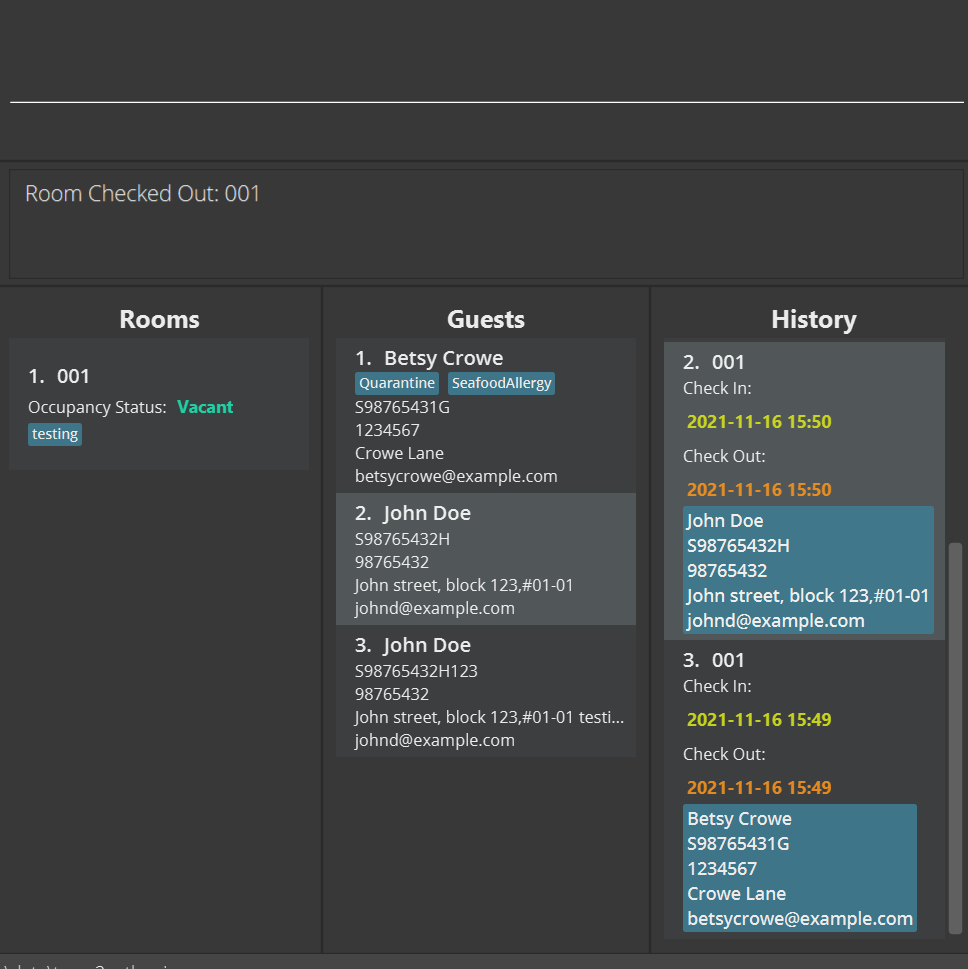 Room Checked Out: 001
Rooms
1. 001
Occupancy Status: Vacant
testing
Guests
1. Betsy Crowe
Quarantine SeafoodAllergy
S98765431G
1234567
Crowe Lane
betsycrowe@example.com
2. John Doe
S98765432H
98765432
John street, block 123,#01-01
johnd@example.com
3. John Doe
S98765432H123
98765432
John street, block 123,#01-01 testi...
johnd@example.com
History
2. 001
Check In:
2021-11-16 15:50
Check Out:
2021-11-16 15:50
John Doe
S98765432H
98765432
John street, block 123,#01-01
johnd@example.com
3. 001
Check In:
2021-11-16 15:49
Check Out:
2021-11-16 15:49
Betsy Crowe
S98765431G
1234567
Crowe Lane
betsycrowe@example.com